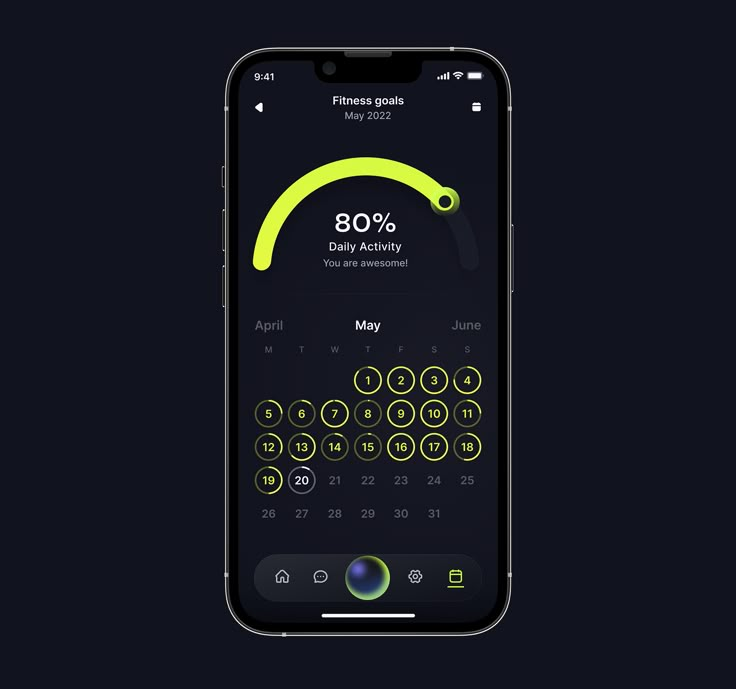 9:41
Fitness goals
May 2022
80%
Daily Activity
You are awesome!
April May June
M T W T F S S
1 2 3 4
5 6 7 8 9 10 11
12 13 14 15 16 17 18
19 20 21 22 23 24 25
26 27 28 29 30 31